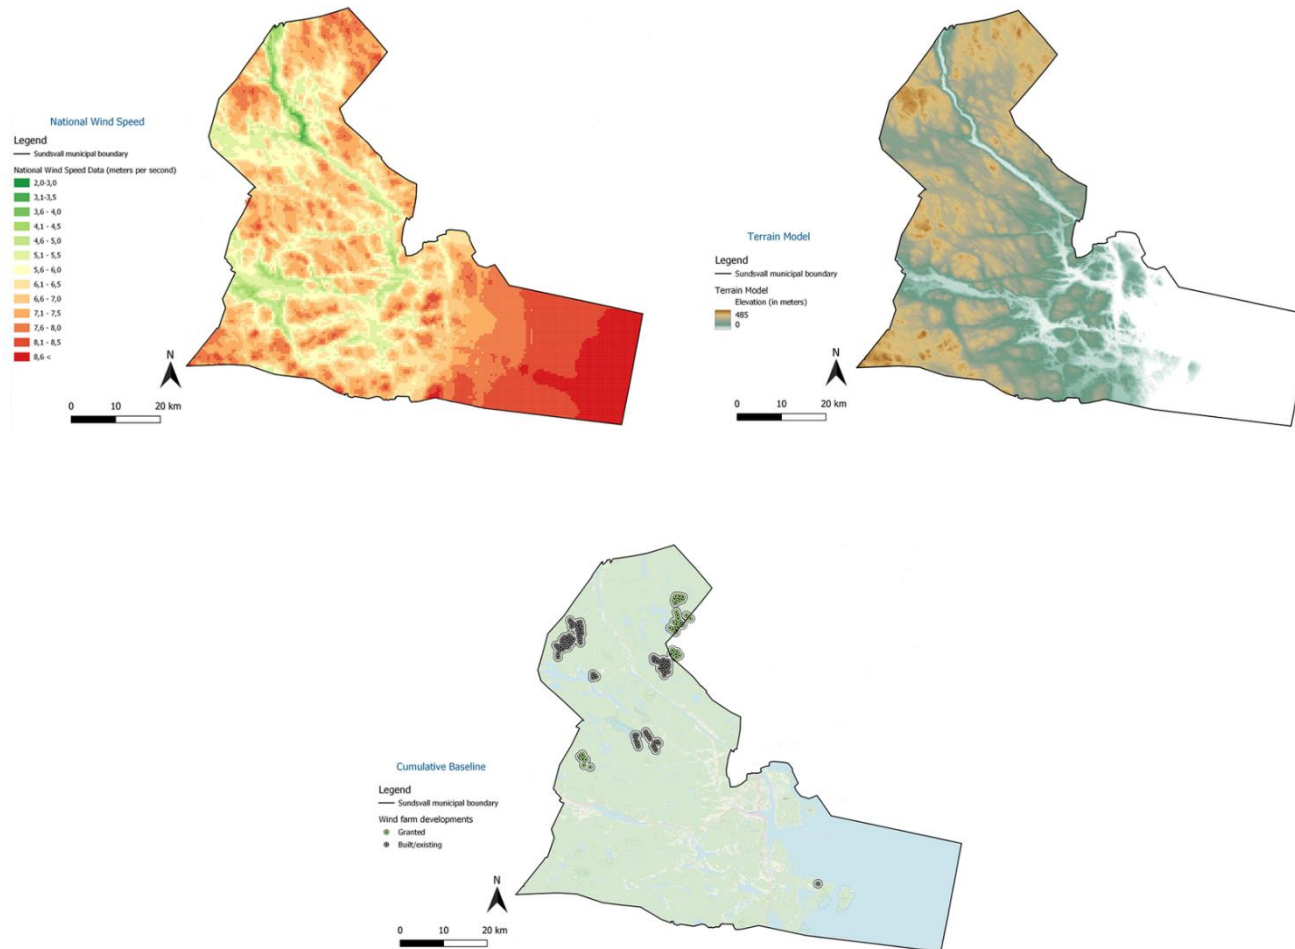 National Wind Speed
Legend
Sundsvall municipal boundary
National Wind Speed Data (meters per second)
2,0-3,0
3,1-3,5
3,6 - 4,0
4,1 - 4,5
4,6 - 5,0
5,1 - 5,5
5,6 - 6,0
6,1 - 6,5
6,6 - 7,0
7,1 - 7,5
7,6 - 8,0
8,1 - 8,5
8,6 <
N
0 10 20 km
Terrain Model
Legend
Sundsvall municipal boundary
Terrain Model
Elevation (in meters)
485
0
N
0 10 20 km
Cumulative Baseline
Legend
Sundsvall municipal boundary
Wind farm developments
Granted
Built/existing
N
0 10 20 km